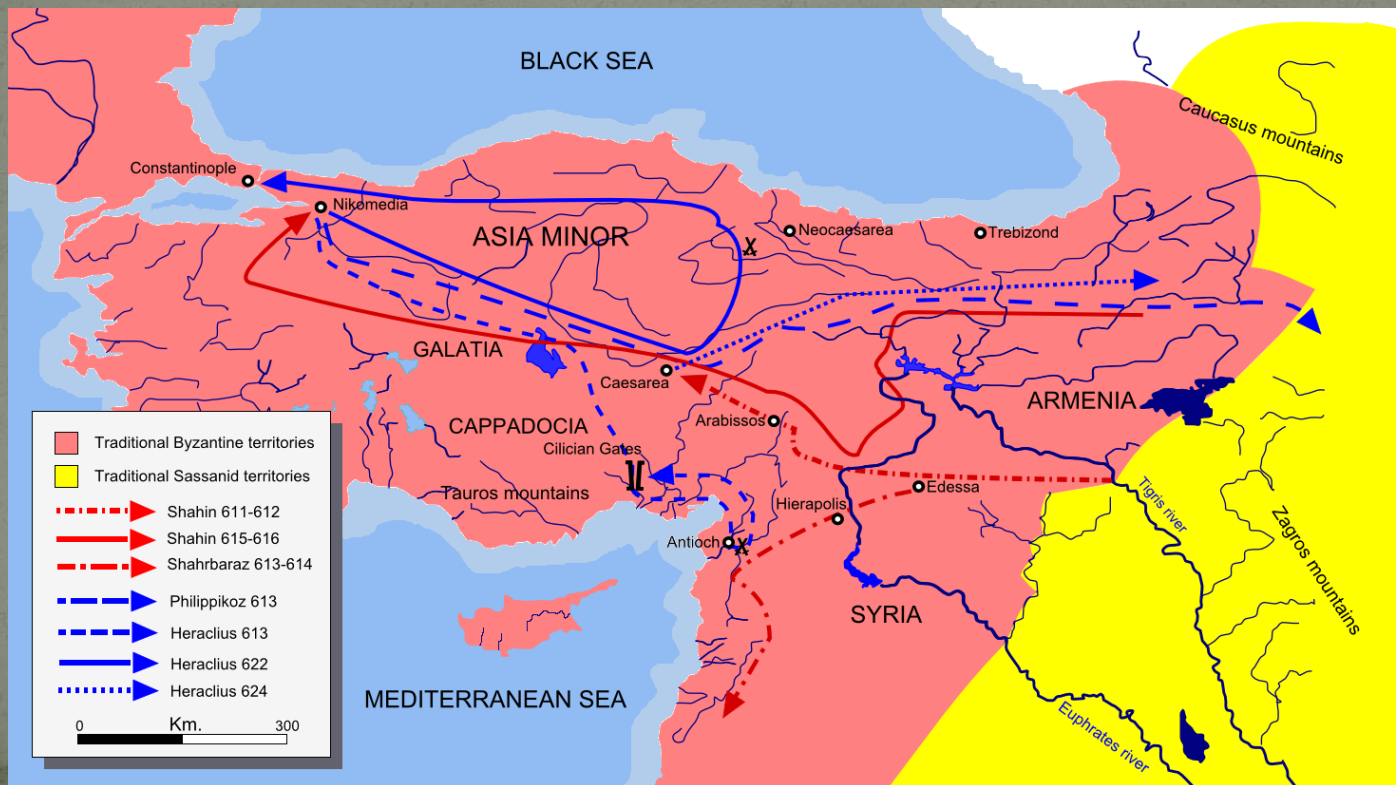 BLACK SEA
Caucasus mountains
Constantinople
Nikomedia
ASIA MINOR
Neocaesarea
Trebizond
GALATIA
Caesarea
ARMENIA
Arabissos
CAPPADOCIA
Cilician Gates
Tauros mountains
Edessa
Hierapolis
Tigris river
Zagros mountains
Antioch
SYRIA
MEDITERRANEAN SEA
Euphrates river
Traditional Byzantine territories
Traditional Sassanid territories
Shahin 611-612
Shahin 615-616
Shahrbaraz 613-614
Philippikoz 613
Heraclius 613
Heraclius 622
Heraclius 624
0 Km. 300